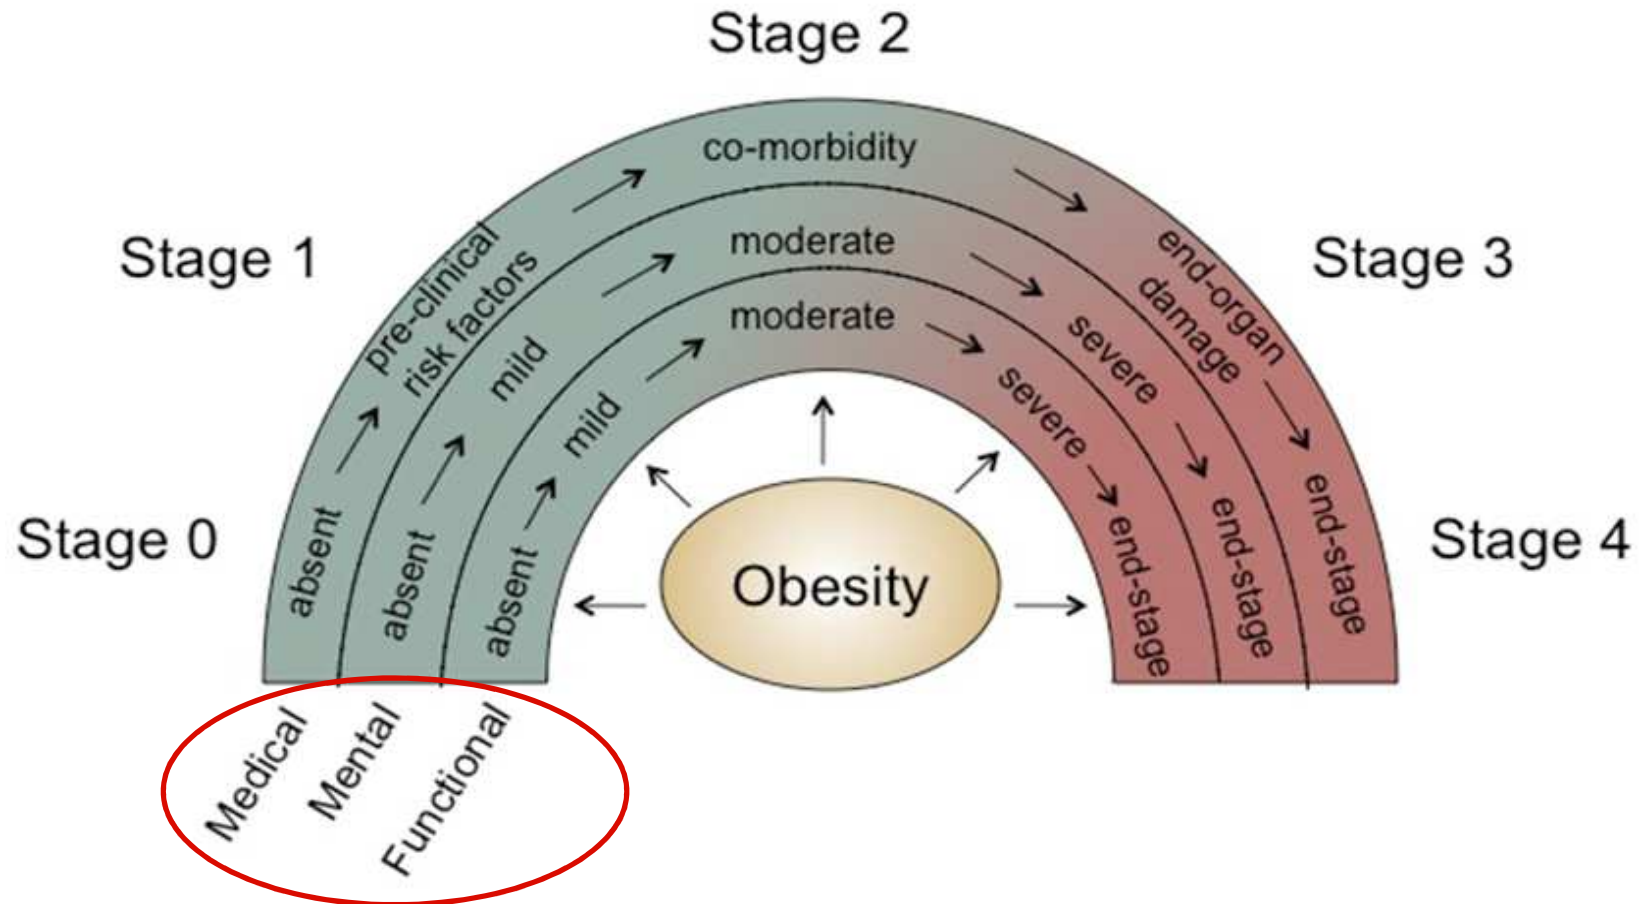 Stage 2
Stage 1
Stage 3
Stage 0
Stage 4
absent
pre-clinical
risk factors
co-morbidity
end-organ
damage
end-stage
absent
mild
moderate
severe
end-stage
absent
mild
moderate
severe
end-stage
Obesity
Medical
Mental
Functional